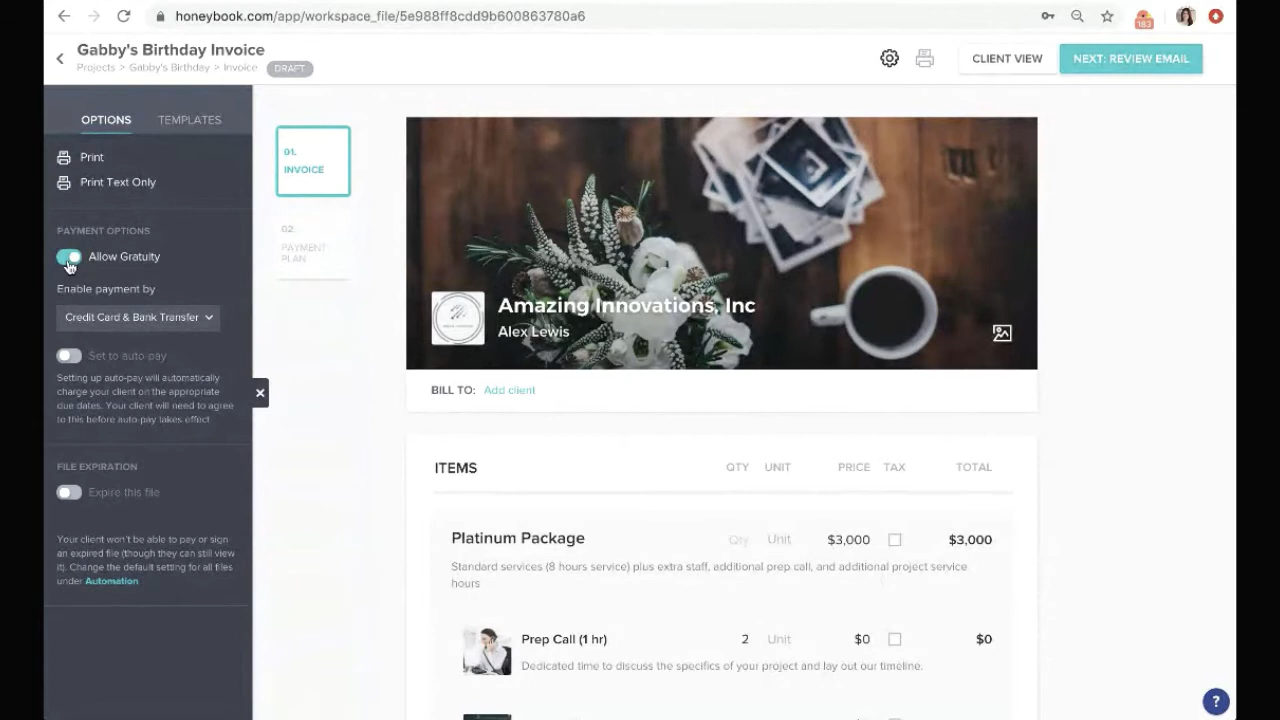 honeybook.com/app/workspace_file/5e988ff8cdd9b600863780a6
183
Gabby's Birthday Invoice
Projects > Gabby's Birthday > Invoice DRAFT
CLIENT VIEW
NEXT: REVIEW EMAIL
OPTIONS
TEMPLATES
Print
Print Text Only
PAYMENT OPTIONS
Allow Gratuity
Enable payment by
Credit Card & Bank Transfer
Set to auto pay
Setting up auto-pay will automatically
charge your client on the appropriate
due dates. Your client will need to agree
to this before auto-pay takes effect
FILE EXPIRATION
Expire this file
Your client won't be able to pay or sign
an expired file (though they can still view
it). Change the default setting for all files
under Automation
01.
INVOICE
02.
PAYMENT
PLAN
Amazing Innovations, Inc
Alex Lewis
BILL TO: Add client
ITEMS QTY UNIT PRICE TAX TOTAL
Platinum Package Qty Unit $3,000 $3,000
Standard services (8 hours service) plus extra staff, additional prep call, and additional project service
hours
Prep Call (1 hr) 2 Unit $0 $0
Dedicated time to discuss the specifics of your project and lay out our timeline.
?